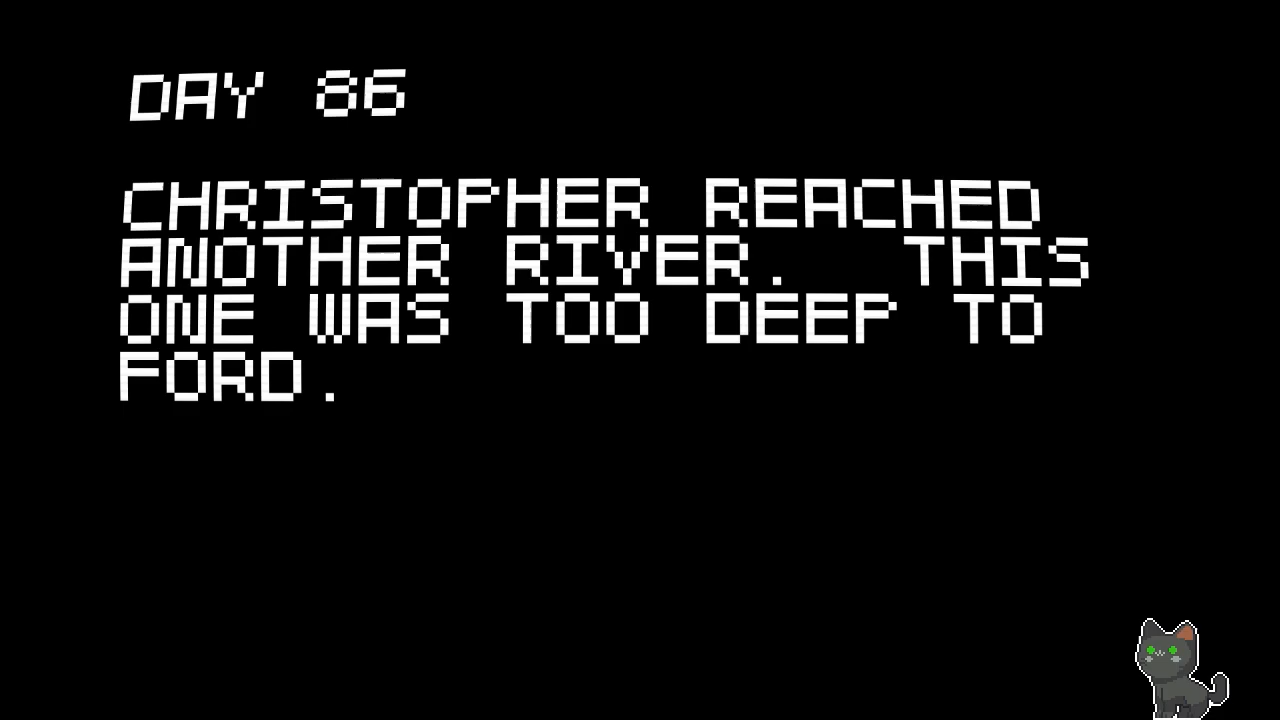 DAY 86
CHRISTOPHER REACHED
ANOTHER RIVER. THIS
ONE WAS TOO DEEP TO
FORD.